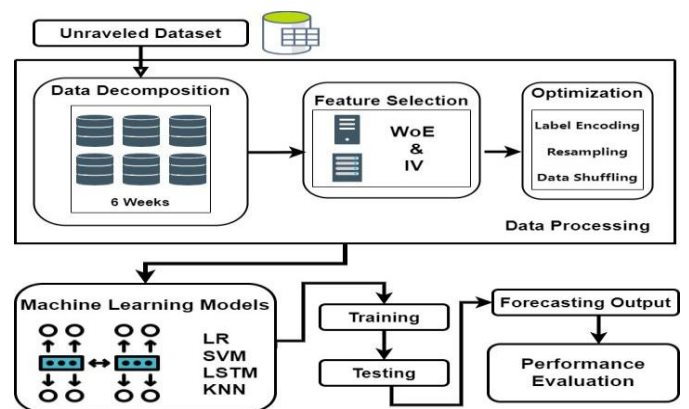 Unraveled Dataset
Data Decomposition
6 Weeks
Feature Selection
WoE
&
IV
Optimization
Label Encoding
Resampling
Data Shuffling
Data Processing
Machine Learning Models
LR
SVM
LSTM
KNN
Training
Testing
Forecasting Output
Performance
Evaluation